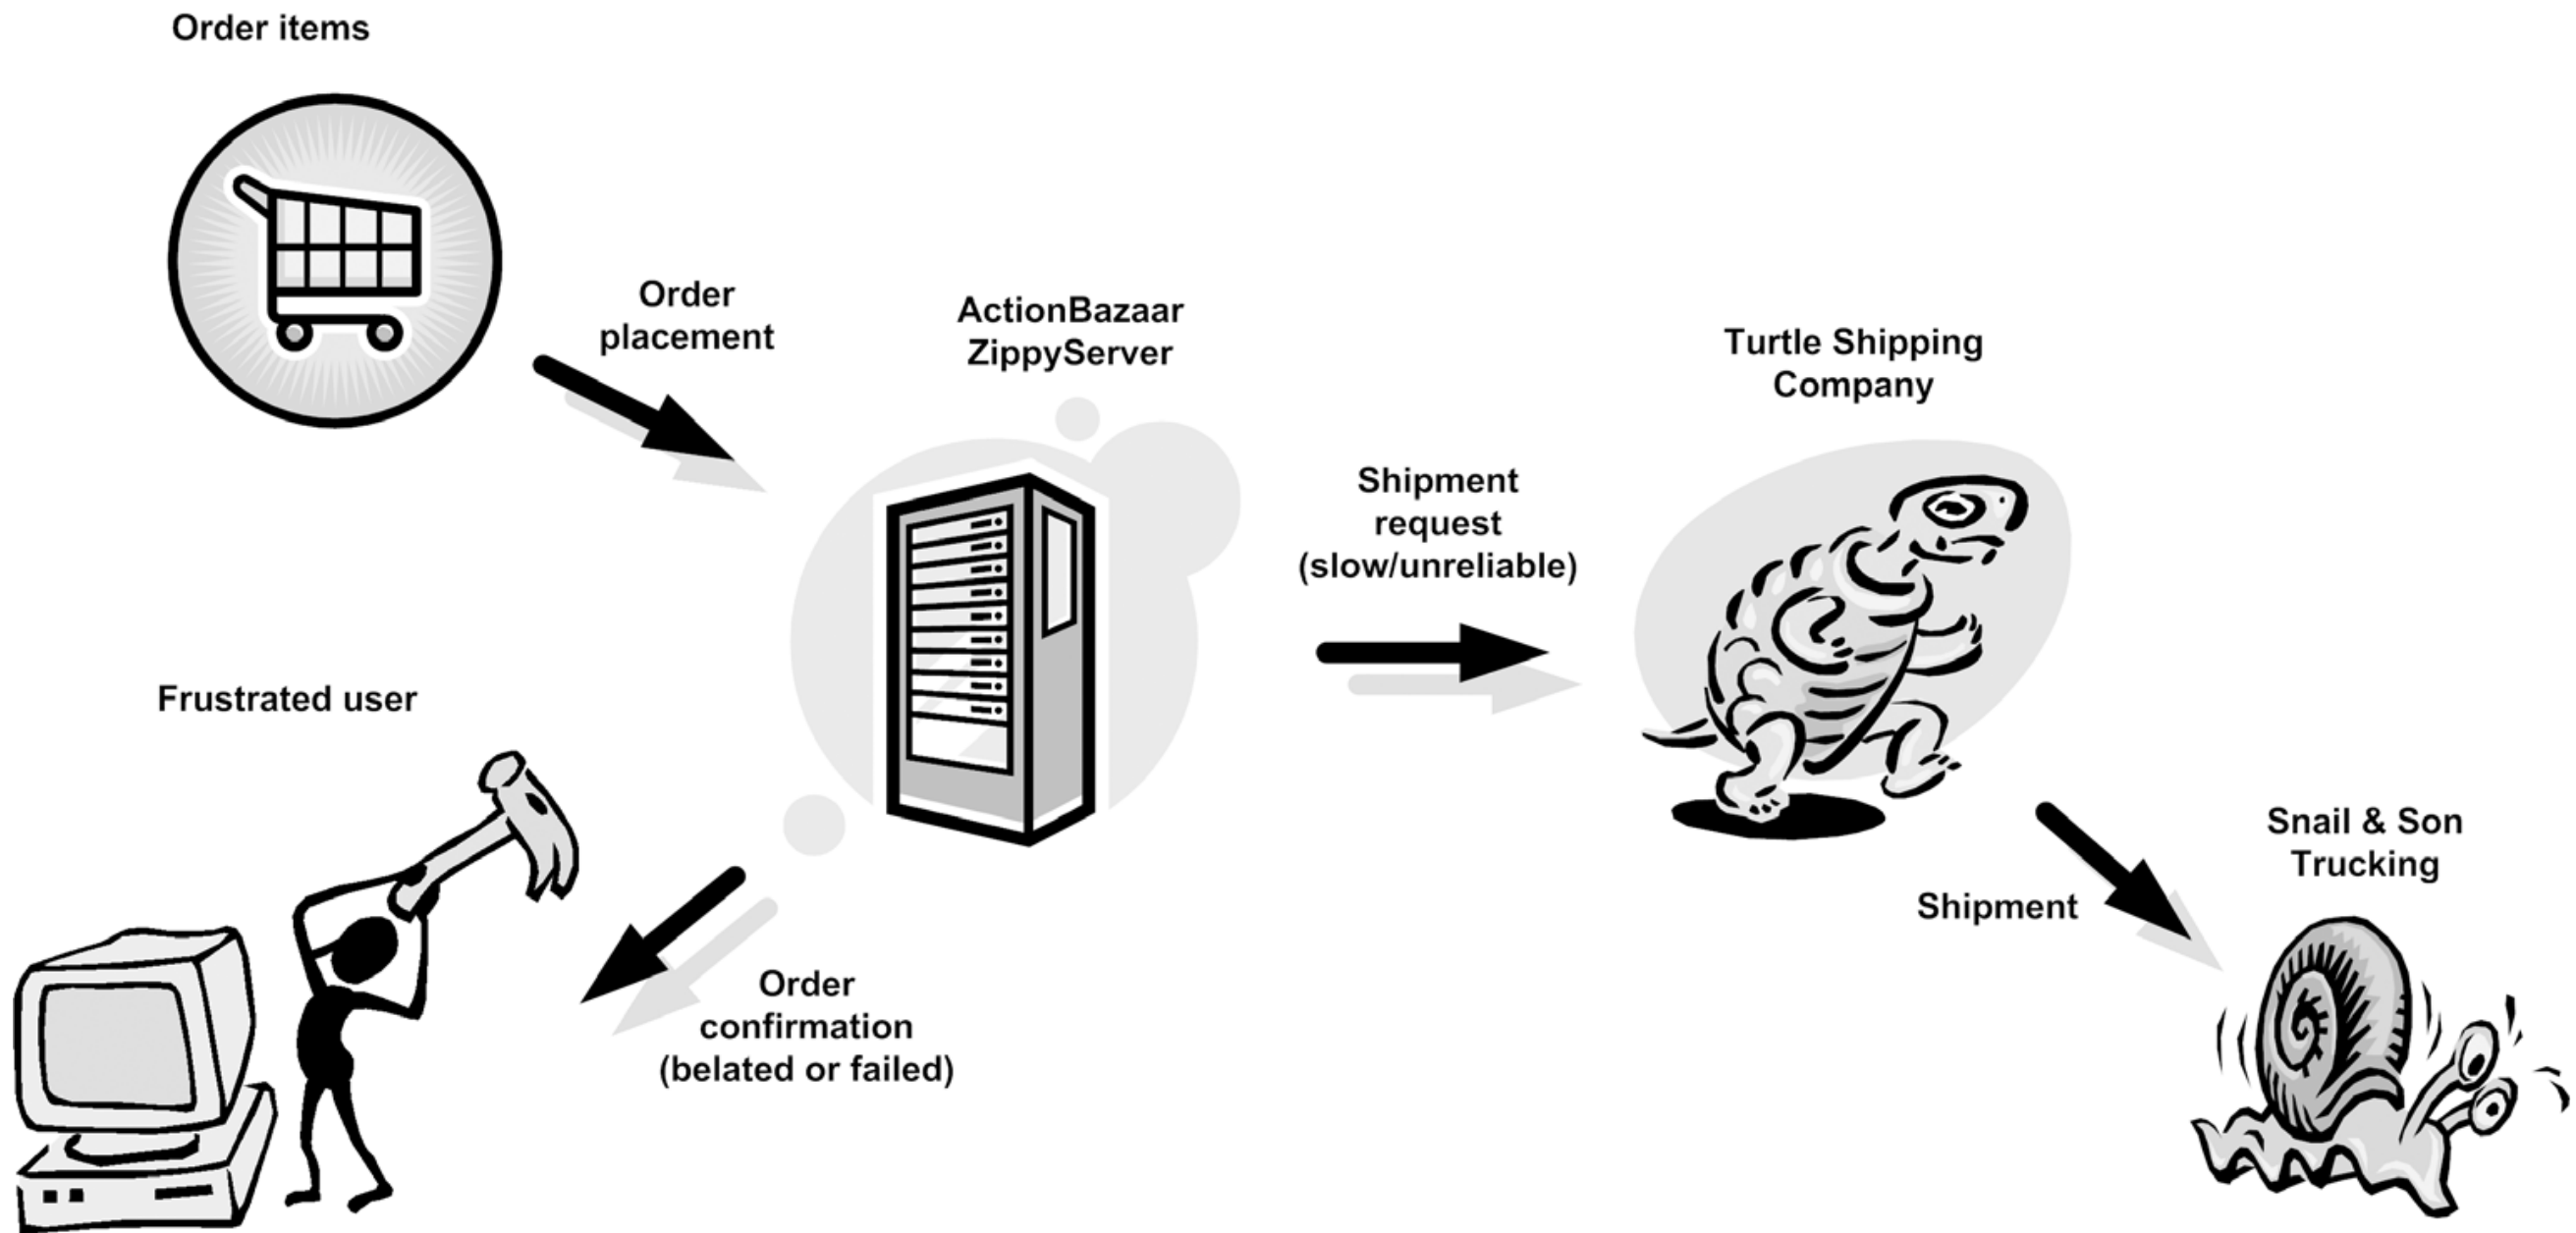 Order items
Order
placement
ActionBazaar
ZippyServer
Shipment
request
(slow/unreliable)
Turtle Shipping
Company
Frustrated user
Order
confirmation
(belated or failed)
Shipment
Snail & Son
Trucking